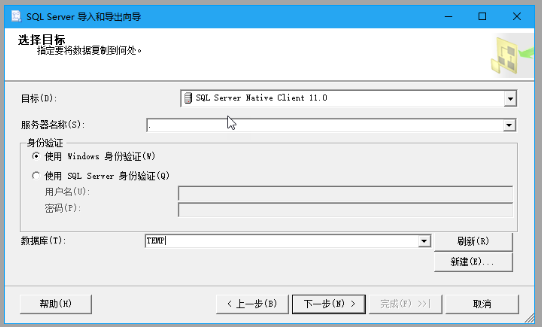 SQL Server 导入和导出向导
选择目标
指定要将数据复制到何处。
目标(D): SQL Server Native Client 11.0
服务器名称(S): .
身份验证
使用 Windows 身份验证(W)
使用 SQL Server 身份验证(Q)
用户名(U):
密码(P):
数据库(T): TEMP 刷新(R)
新建(E)...
帮助(H) < 上一步(B) 下一步(N) > 完成(F) >>| 取消